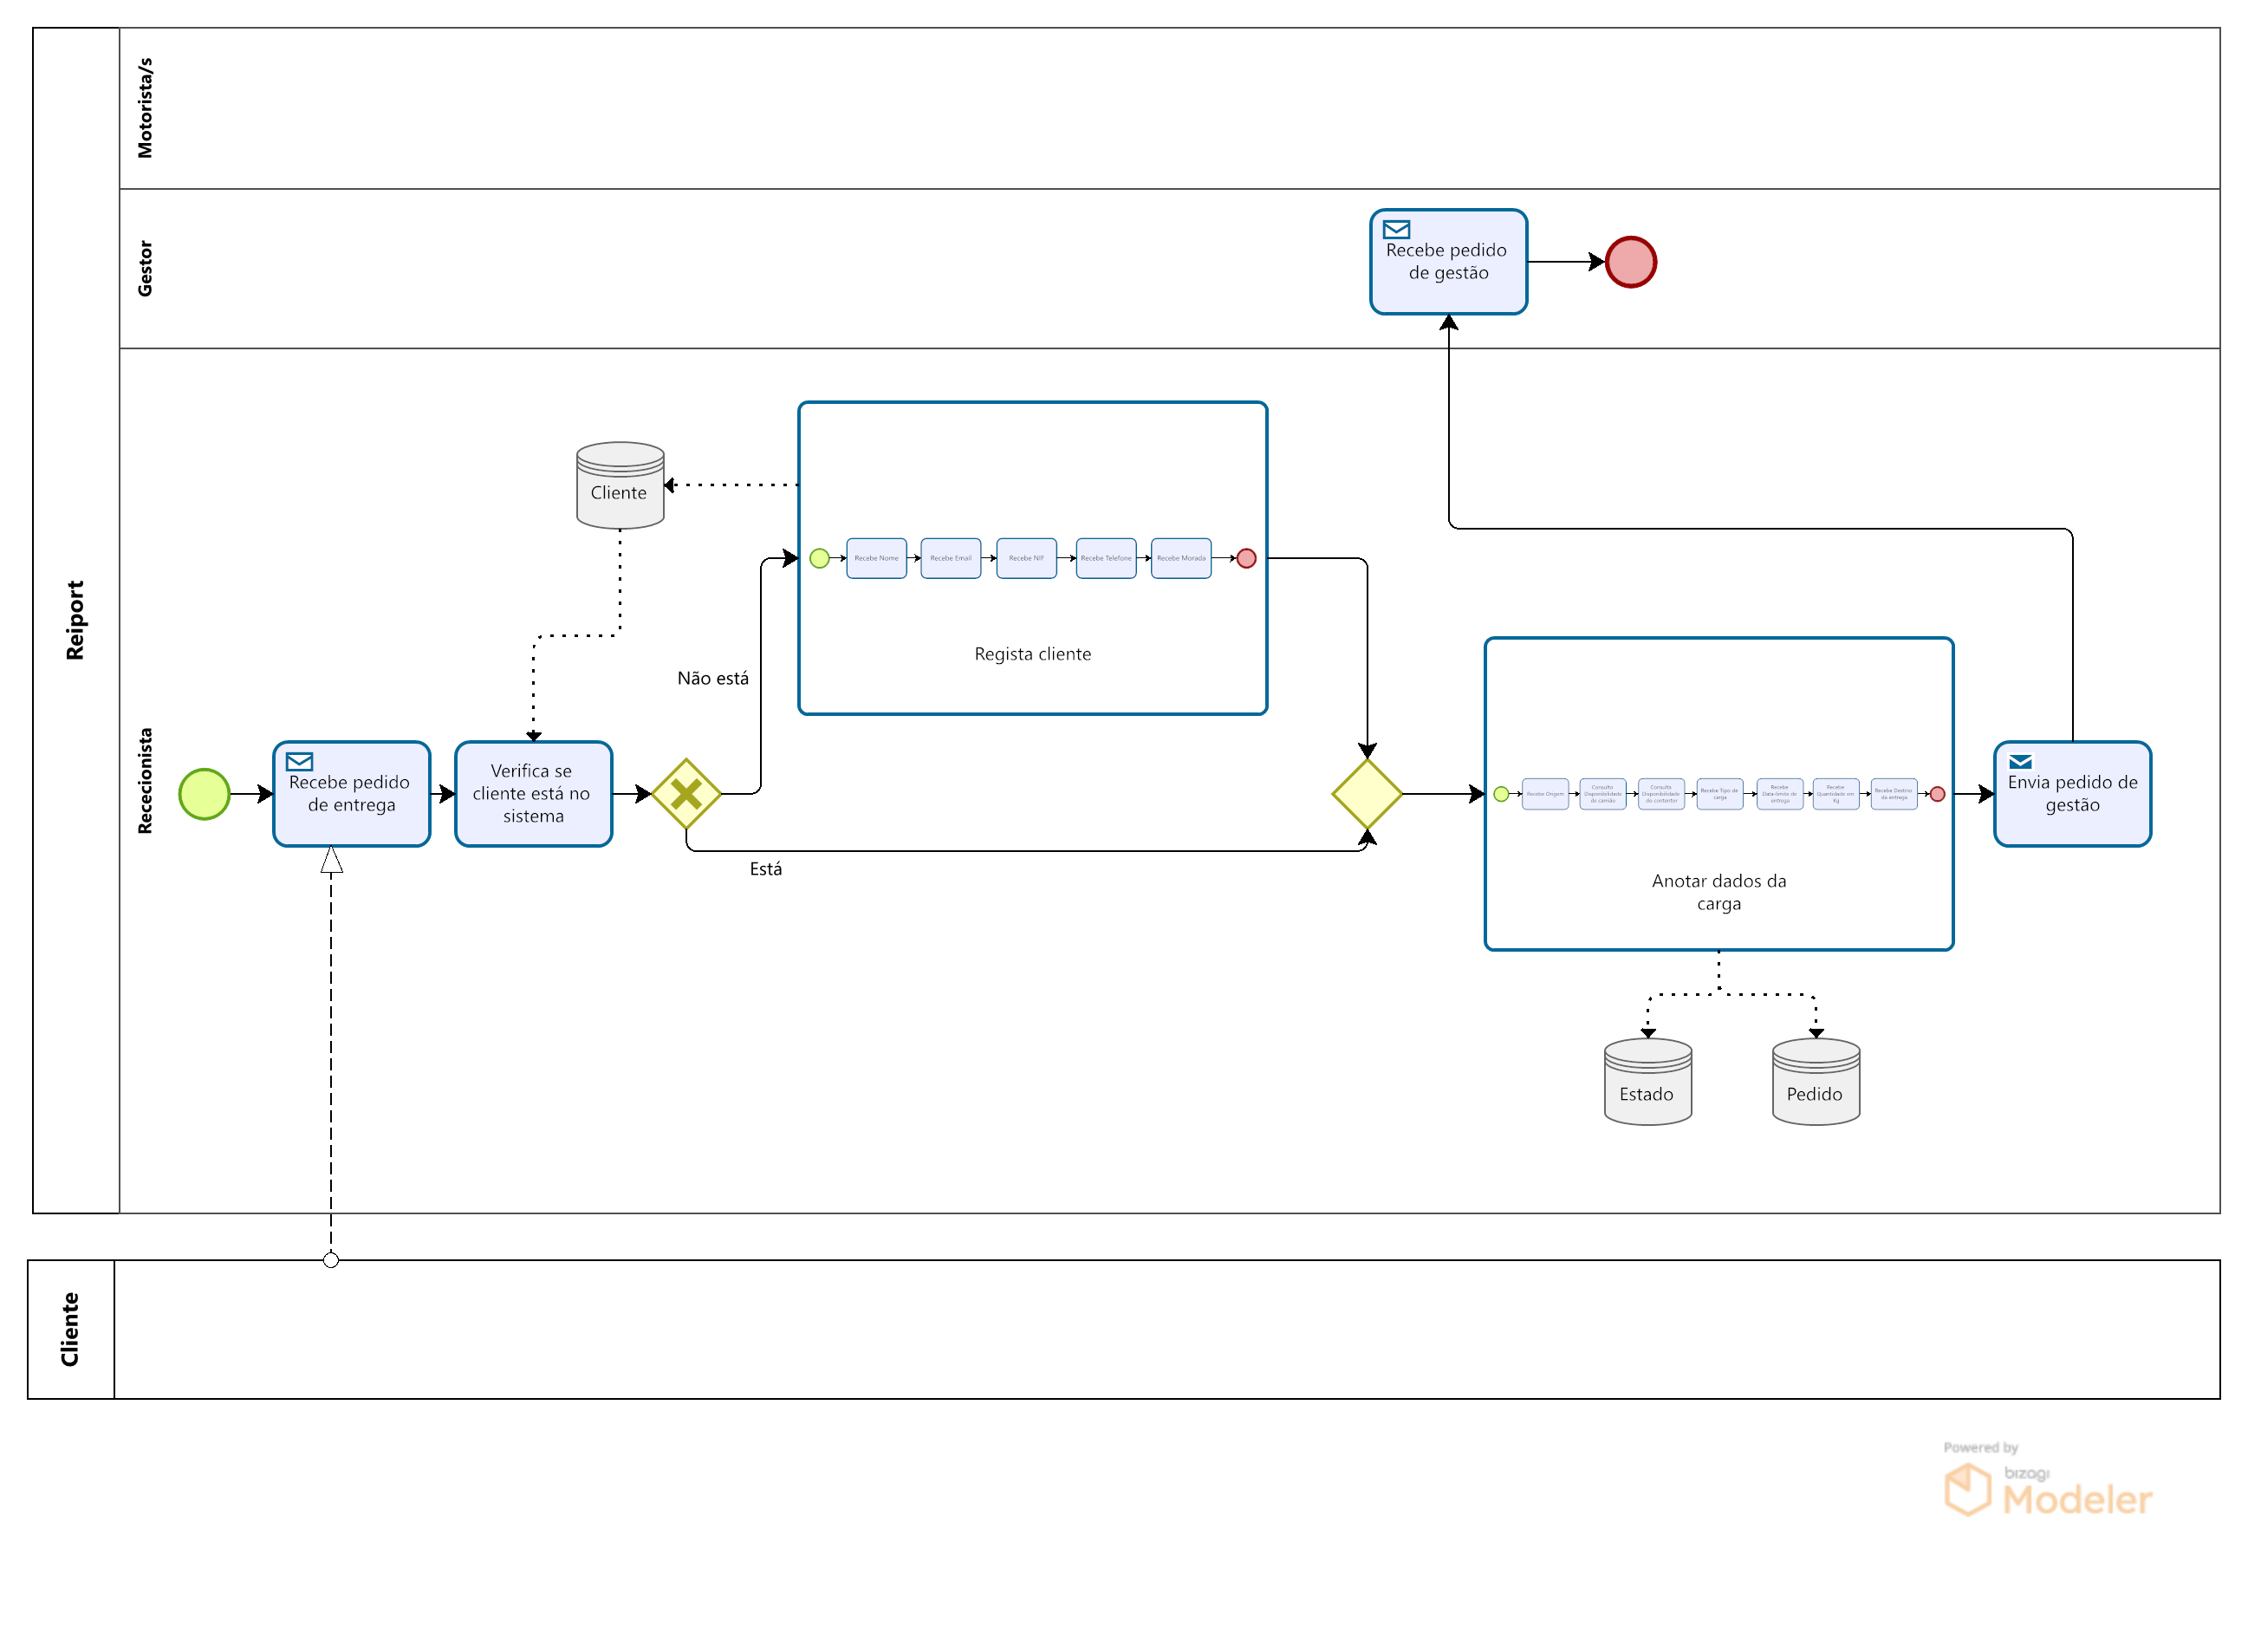 Reiport
Motorista/s
Gestor
Rececionista
Recebe pedido
de gestão
Cliente
Recebe Nome
Recebe Email
Recebe NIF
Recebe Telefone
Recebe Morada
Regista cliente
Não está
Recebe pedido
de entrega
Verifica se
cliente está no
sistema
Está
Recebe Origem
Consulta
Disponibilidade
do camião
Consulta
Disponibilidade
do contentor
Recebe Tipo de
carga
Recebe
Data-limite de
entrega
Recebe
Quantidade em
Kg
Recebe Destino
da entrega
Anotar dados da
carga
Envia pedido de
gestão
Estado
Pedido
Cliente
Powered by
bizagi
Modeler